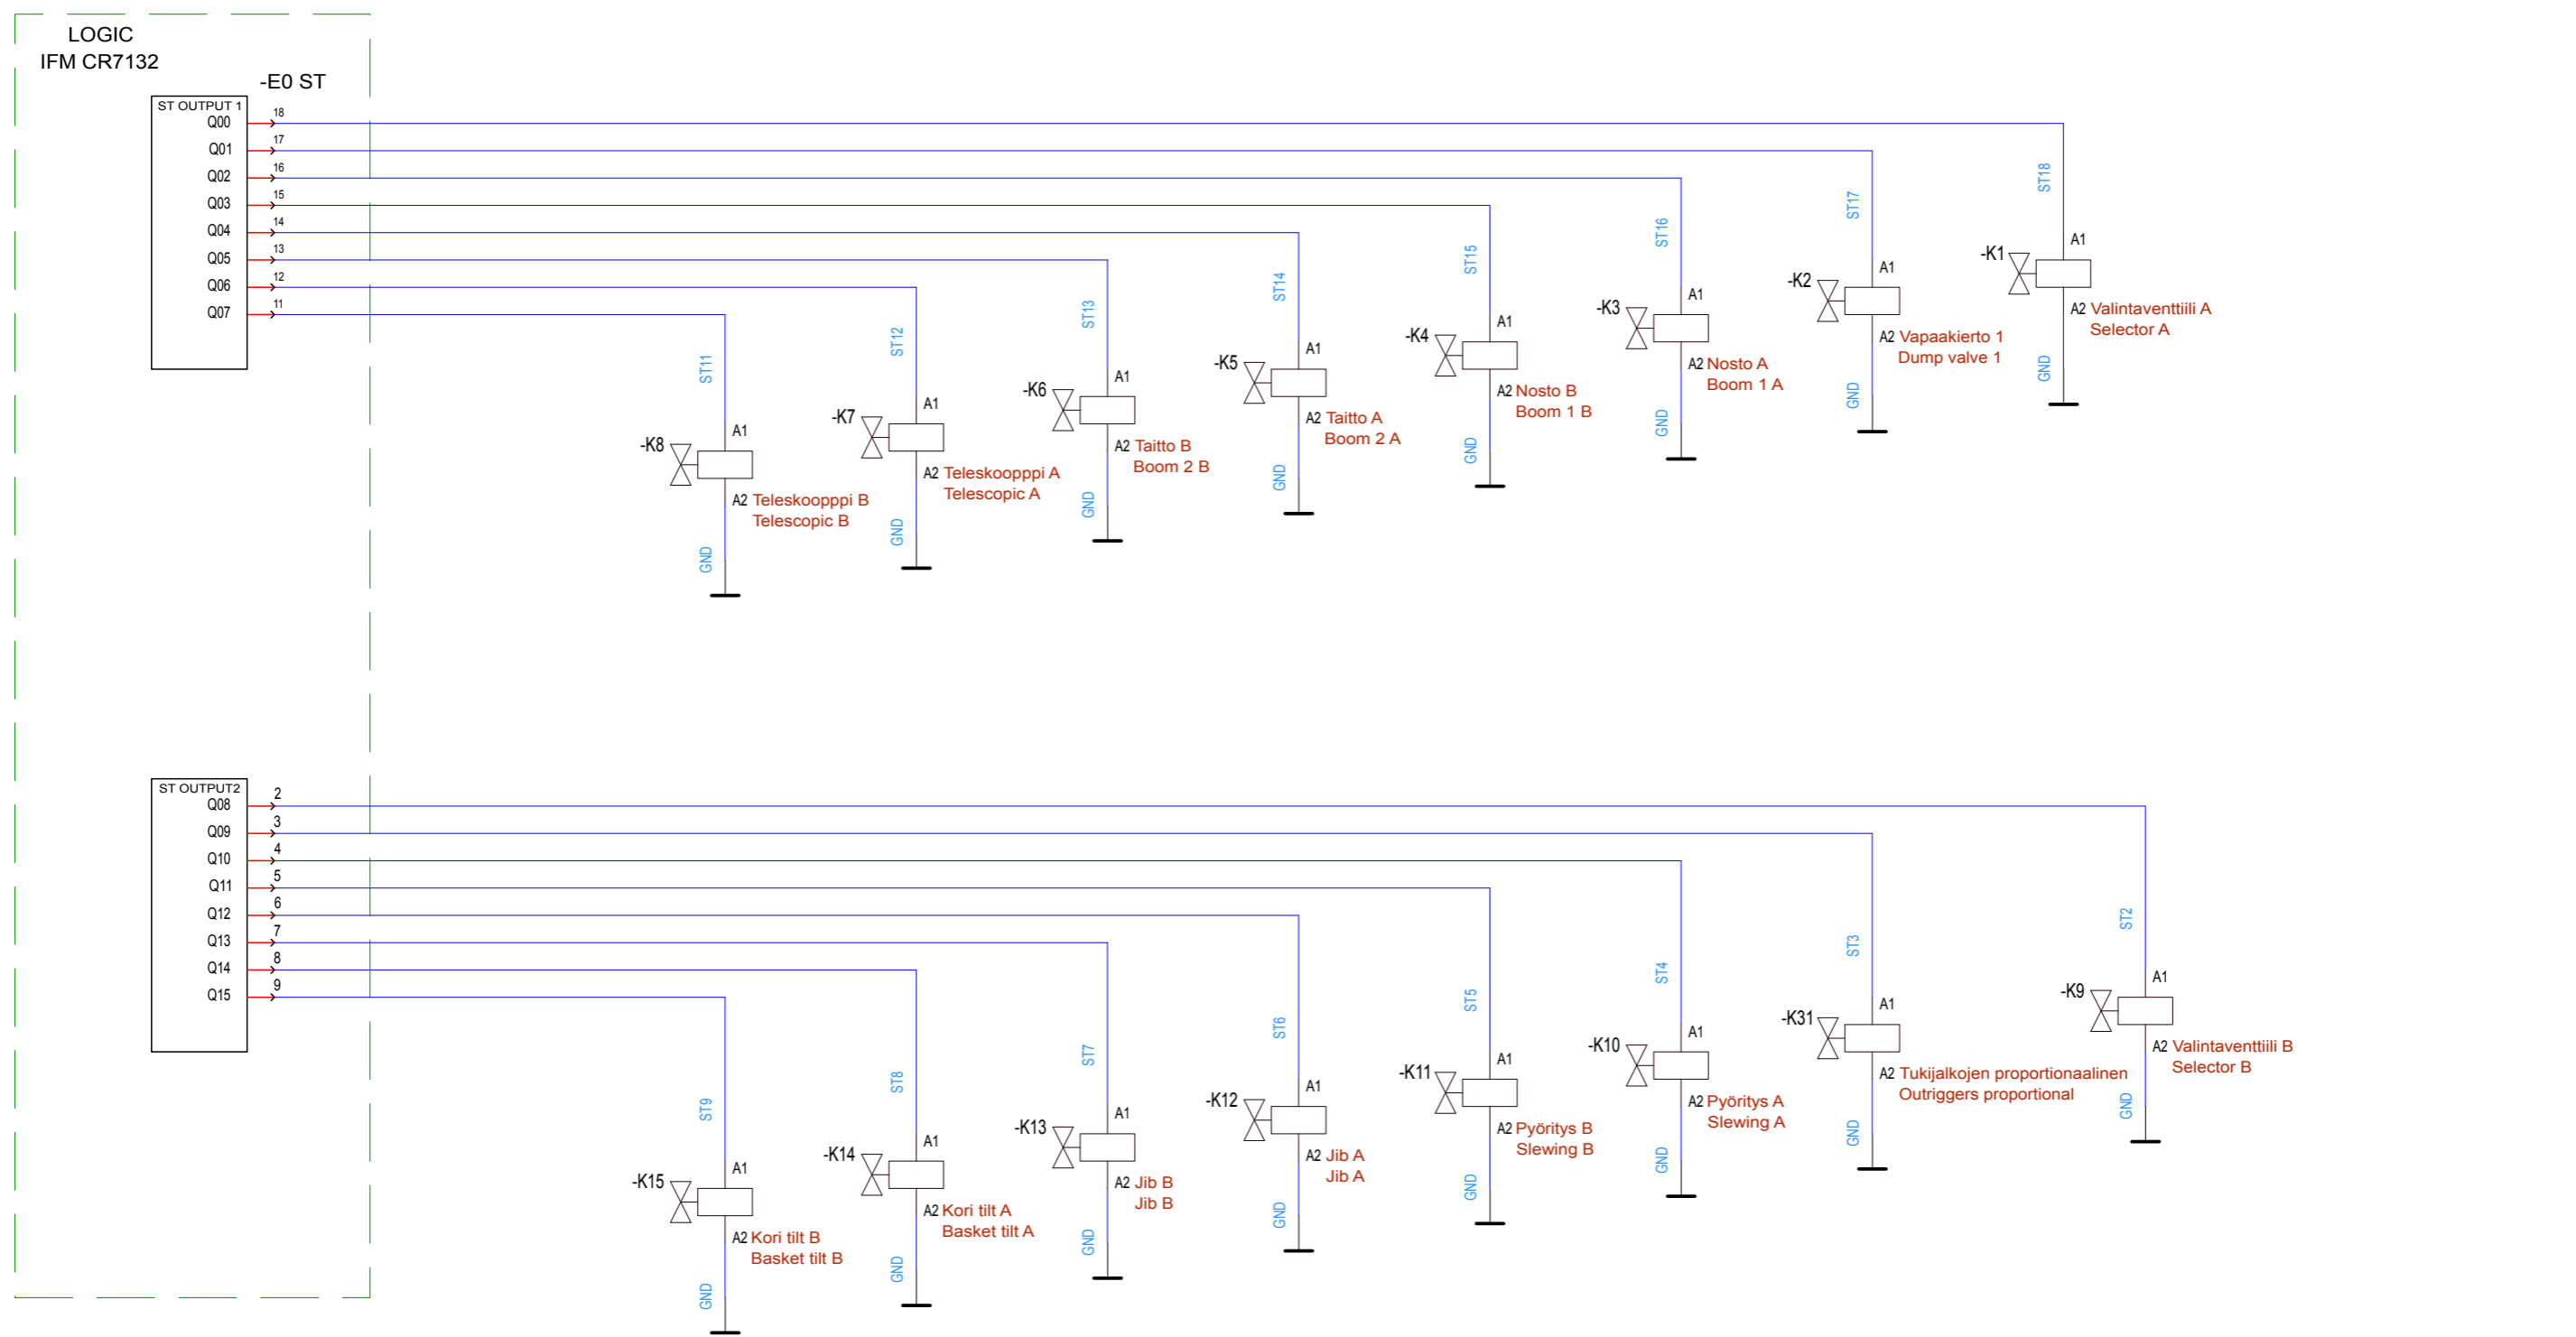 LOGIC
IFM CR7132
-E0 ST
ST OUTPUT 1
Q00 18
Q01 17
Q02 16
Q03 15
Q04 14
Q05 13
Q06 12
Q07 11
ST18
-K1
A1
A2 Valintaventtiili A
Selector A
GND
ST17
-K2
A1
A2 Vapaakierto 1
Dump valve 1
GND
ST16
-K3
A1
A2 Nosto A
Boom 1 A
GND
ST15
-K4
A1
A2 Nosto B
Boom 1 B
GND
ST14
-K5
A1
A2 Taitto A
Boom 2 A
GND
ST13
-K6
A1
A2 Taitto B
Boom 2 B
GND
ST12
-K7
A1
A2 Teleskoopppi A
Telescopic A
GND
ST11
-K8
A1
A2 Teleskoopppi B
Telescopic B
GND
ST OUTPUT2
Q08 2
Q09 3
Q10 4
Q11 5
Q12 6
Q13 7
Q14 8
Q15 9
ST2
-K9
A1
A2 Valintaventtiili B
Selector B
GND
ST3
-K31
A1
A2 Tukijalkojen proportionaalinen
Outriggers proportional
GND
ST4
-K10
A1
A2 Pyöritys A
Slewing A
GND
ST5
-K11
A1
A2 Pyöritys B
Slewing B
GND
ST6
-K12
A1
A2 Jib A
Jib A
GND
ST7
-K13
A1
A2 Jib B
Jib B
GND
ST8
-K14
A1
A2 Kori tilt A
Basket tilt A
GND
ST9
-K15
A1
A2 Kori tilt B
Basket tilt B
GND